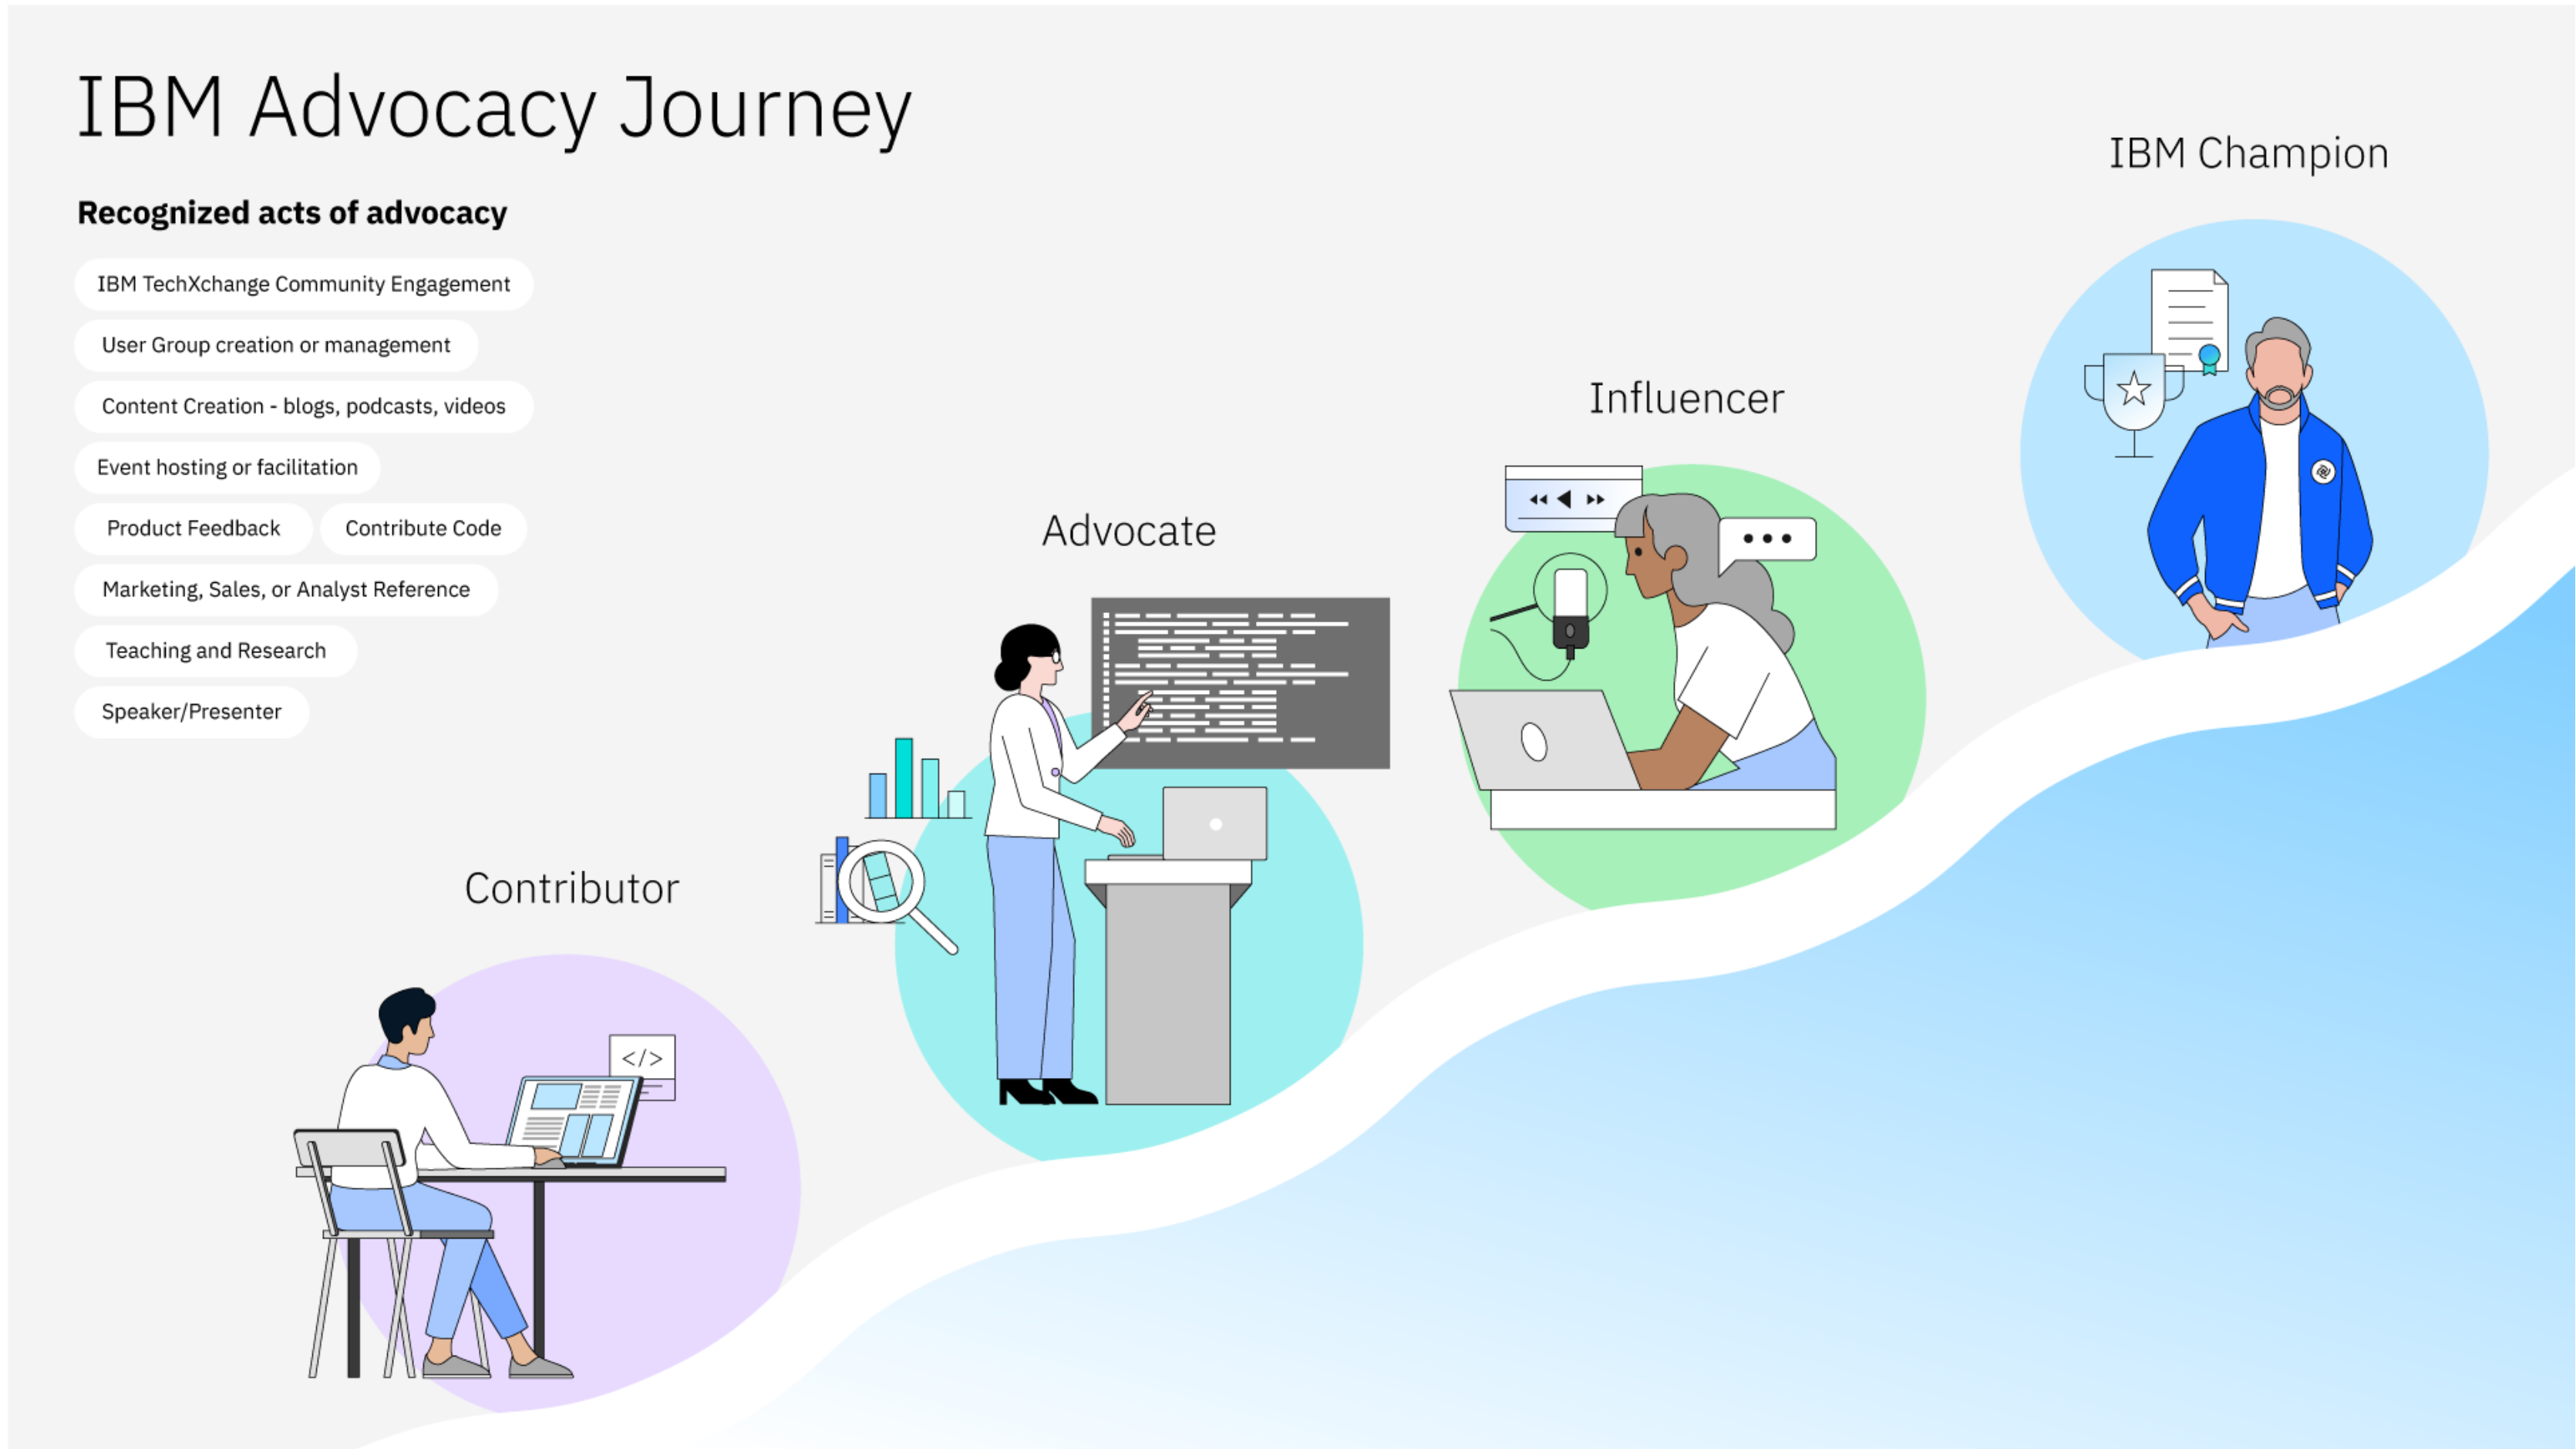 IBM Advocacy Journey
Recognized acts of advocacy
IBM TechXchange Community Engagement
User Group creation or management
Content Creation - blogs, podcasts, videos
Event hosting or facilitation
Product Feedback
Contribute Code
Marketing, Sales, or Analyst Reference
Teaching and Research
Speaker/Presenter
Contributor
</>
Advocate
Influencer
IBM Champion